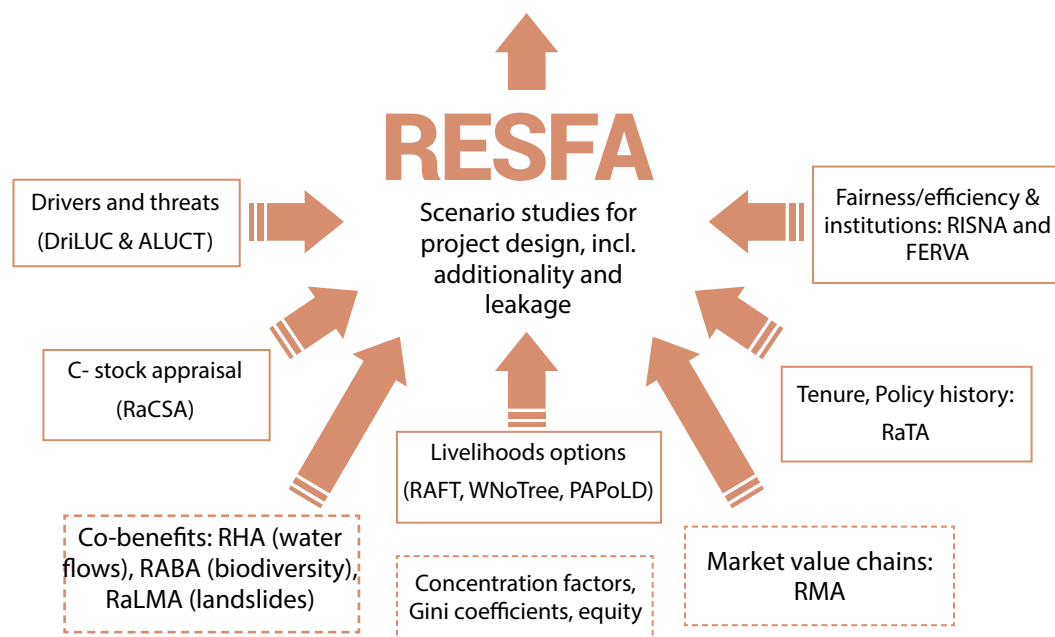 RESFA
Scenario studies for
project design, incl.
additionality and
leakage
Drivers and threats
(DriLUC & ALUCT)
Fairness/efficiency &
institutions: RISNA and
FERVA
C- stock appraisal
(RaCSA)
Tenure, Policy history:
RaTA
Livelihoods options
(RAFT, WNoTree, PAPoLD)
Co-benefits: RHA (water
flows), RABA (biodiversity),
RaLMA (landslides)
Concentration factors,
Gini coefficients, equity
Market value chains:
RMA